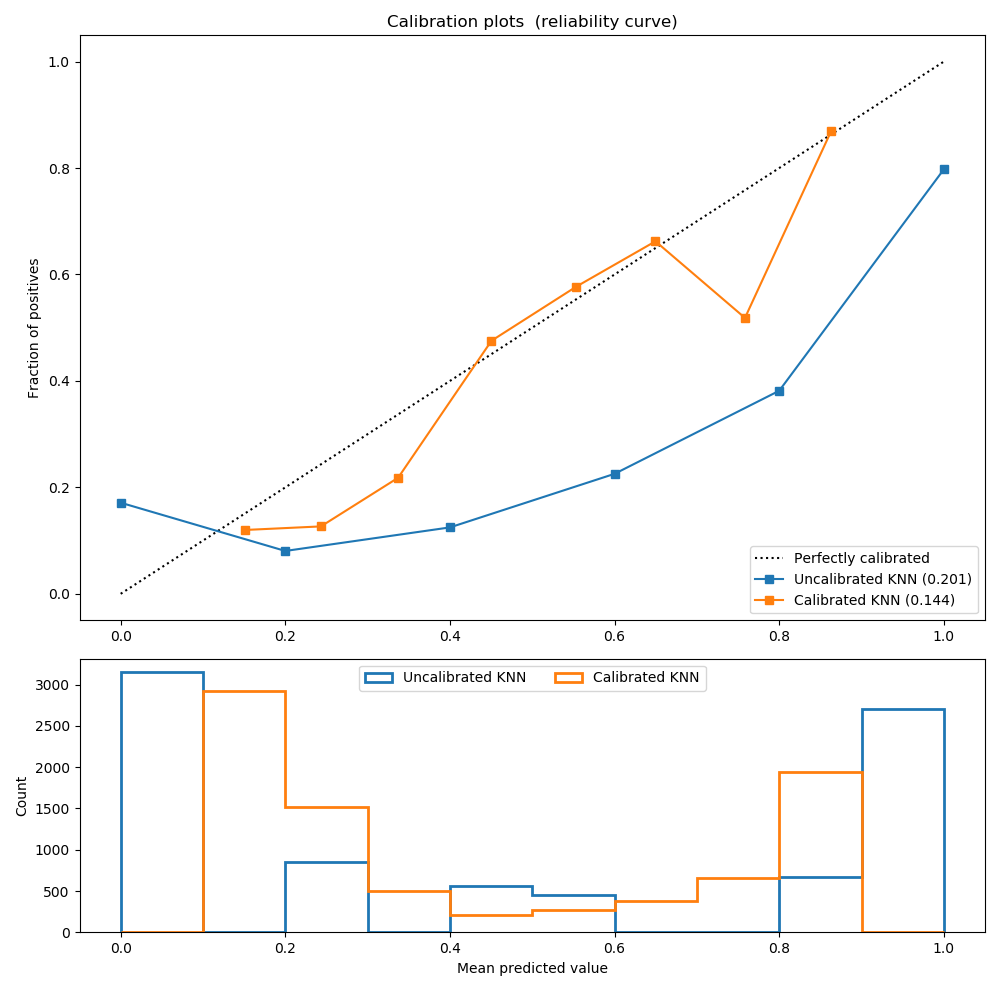 Calibration plots  (reliability curve)
1.0
0.8
0.6
0.4
0.2
0.0
Fraction of positives
Perfectly calibrated
Uncalibrated KNN (0.201)
Calibrated KNN (0.144)
0.0 0.2 0.4 0.6 0.8 1.0
Uncalibrated KNN Calibrated KNN
3000
2500
2000
1500
1000
500
0
Count
0.0 0.2 0.4 0.6 0.8 1.0
Mean predicted value